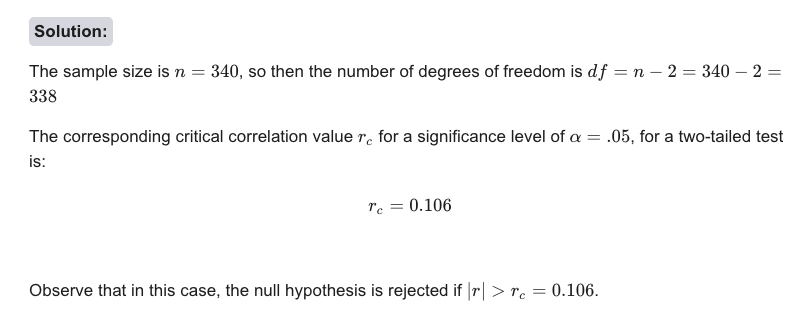 Solution:
The sample size is n = 340, so then the number of degrees of freedom is df = n − 2 = 340 − 2 =
338
The corresponding critical correlation value r_c for a significance level of α = .05, for a two-tailed test
is:
r_c = 0.106
Observe that in this case, the null hypothesis is rejected if |r| > r_c = 0.106.